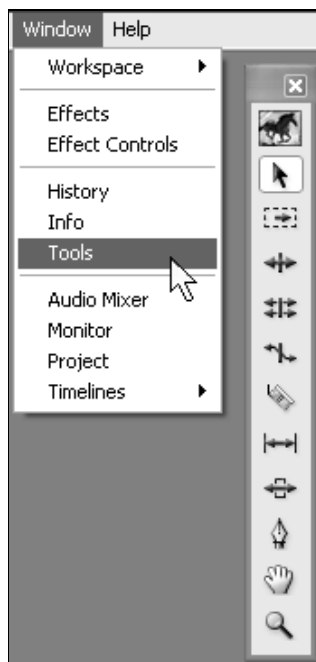 Window Help
Workspace
Effects
Effect Controls
History
Info
Tools
Audio Mixer
Monitor
Project
Timelines